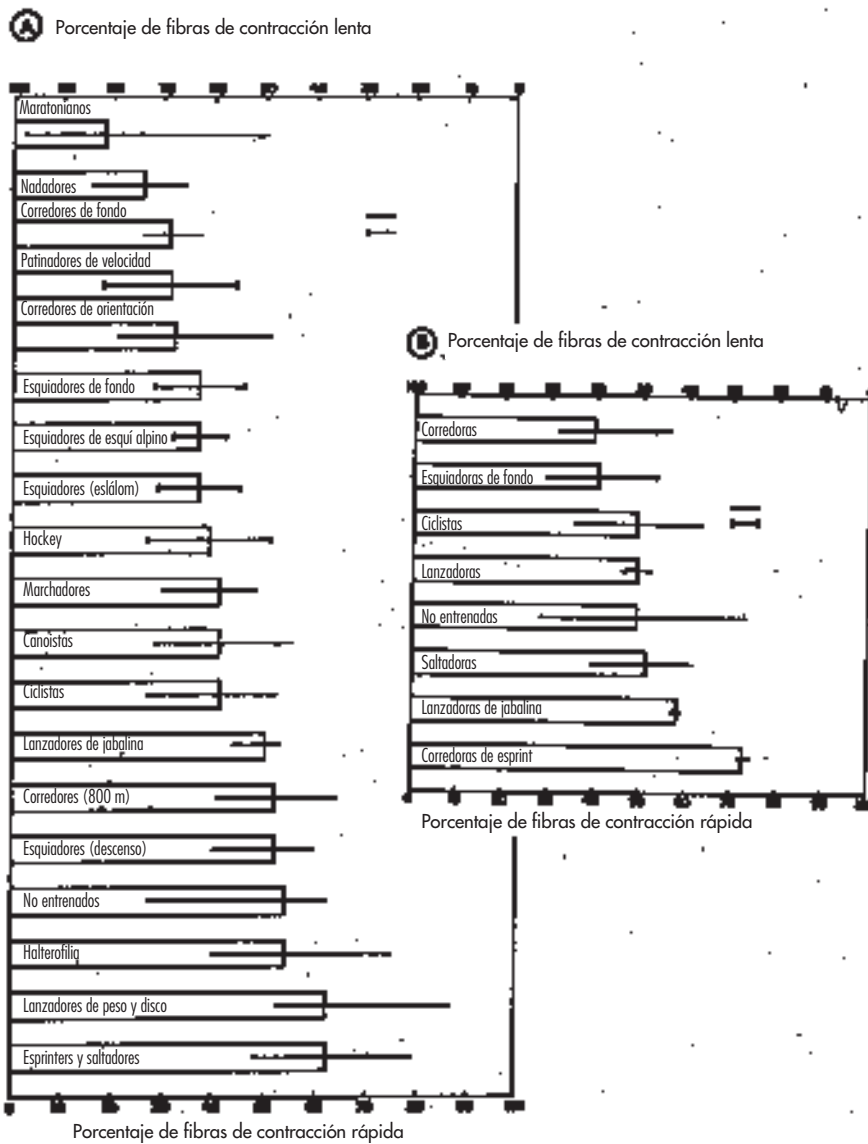 A Porcentaje de fibras de contracción lenta
Maratonianos
Nadadores
Corredores de fondo
Patinadores de velocidad
Corredores de orientación
Esquiadores de fondo
Esquiadores de esquí alpino
Esquiadores (eslálom)
Hockey
Marchadores
Canoistas
Ciclistas
Lanzadores de jabalina
Corredores (800 m)
Esquiadores (descenso)
No entrenados
Halterofilia
Lanzadores de peso y disco
Esprinters y saltadores
Porcentaje de fibras de contracción rápida
B Porcentaje de fibras de contracción lenta
Corredoras
Esquiadoras de fondo
Ciclistas
Lanzadoras
No entrenadas
Saltadoras
Lanzadoras de jabalina
Corredoras de esprint
Porcentaje de fibras de contracción rápida